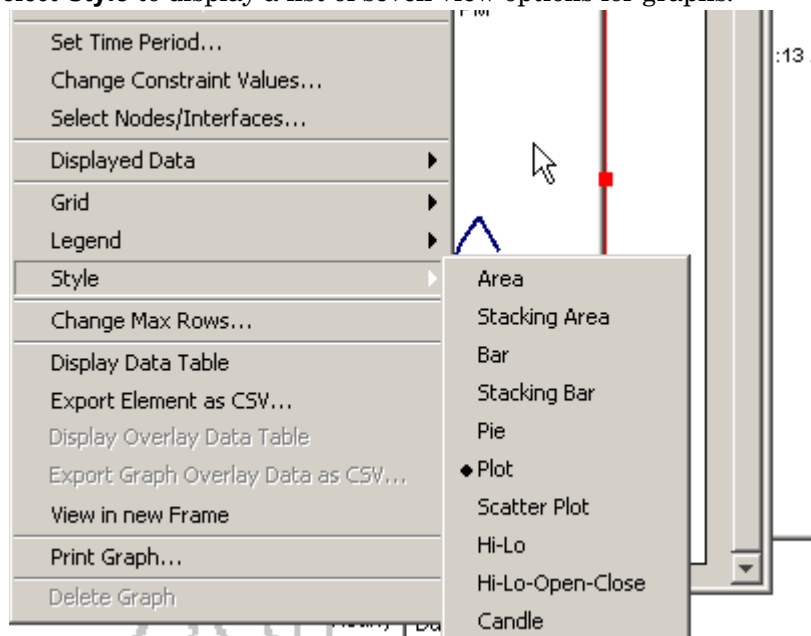 elect Style to display a list of seven view options for graphs.
PM
:13
Set Time Period...
Change Constraint Values...
Select Nodes/Interfaces...
Displayed Data
Grid
Legend
Style
Change Max Rows...
Display Data Table
Export Element as CSV...
Display Overlay Data Table
Export Graph Overlay Data as CSV...
View in new Frame
Print Graph...
Delete Graph
Area
Stacking Area
Bar
Stacking Bar
Pie
Plot
Scatter Plot
Hi-Lo
Hi-Lo-Open-Close
Candle